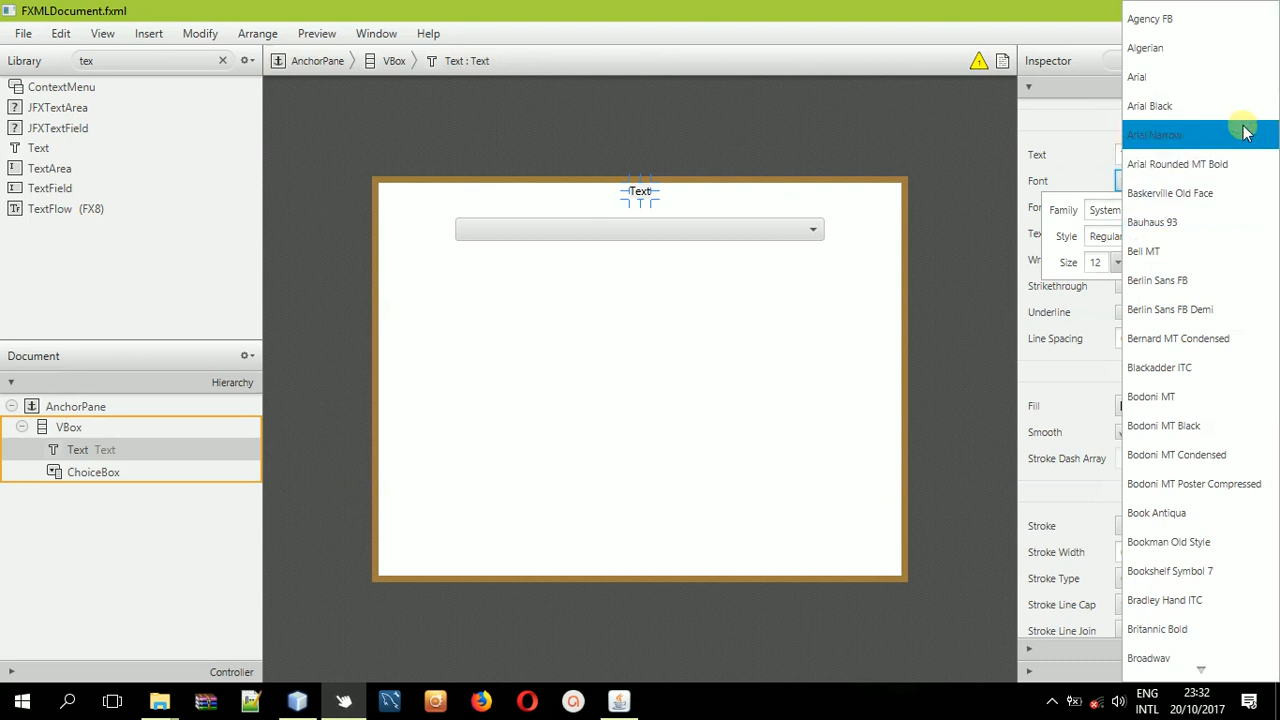 FXMLDocument.fxml
File Edit View Insert Modify Arrange Preview Window Help
Library tex
AnchorPane VBox Text : Text
Inspector
ContextMenu
JFXTextArea
JFXTextField
Text
TextArea
TextField
TextFlow (FX8)
Document
Hierarchy
AnchorPane
VBox
Text Text
ChoiceBox
Controller
Text
Text
Font
Family System
Style Regular
Size 12
Strikethrough
Underline
Line Spacing
Fill
Smooth
Stroke Dash Array
Stroke
Stroke Width
Stroke Type
Stroke Line Cap
Stroke Line Join
Agency FB
Algerian
Arial
Arial Black
Arial Narrow
Arial Rounded MT Bold
Baskerville Old Face
Bauhaus 93
Bell MT
Berlin Sans FB
Berlin Sans FB Demi
Bernard MT Condensed
Blackadder ITC
Bodoni MT
Bodoni MT Black
Bodoni MT Condensed
Bodoni MT Poster Compressed
Book Antiqua
Bookman Old Style
Bookshelf Symbol 7
Bradley Hand ITC
Britannic Bold
Broadway
ENG
INTL
23:32
20/10/2017